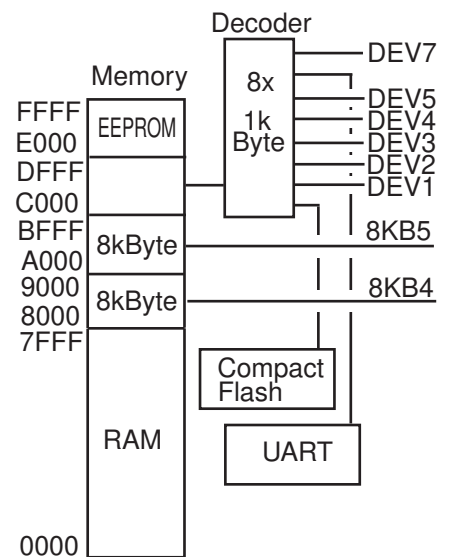 Decoder
Memory
8x
1k
Byte
DEV7
DEV5
DEV4
DEV3
DEV2
DEV1
FFFF
E000
DFFF
C000
BFFF
A000
9000
8000
7FFF
0000
EEPROM
8kByte
8KB5
8kByte
8KB4
Compact
Flash
RAM
UART